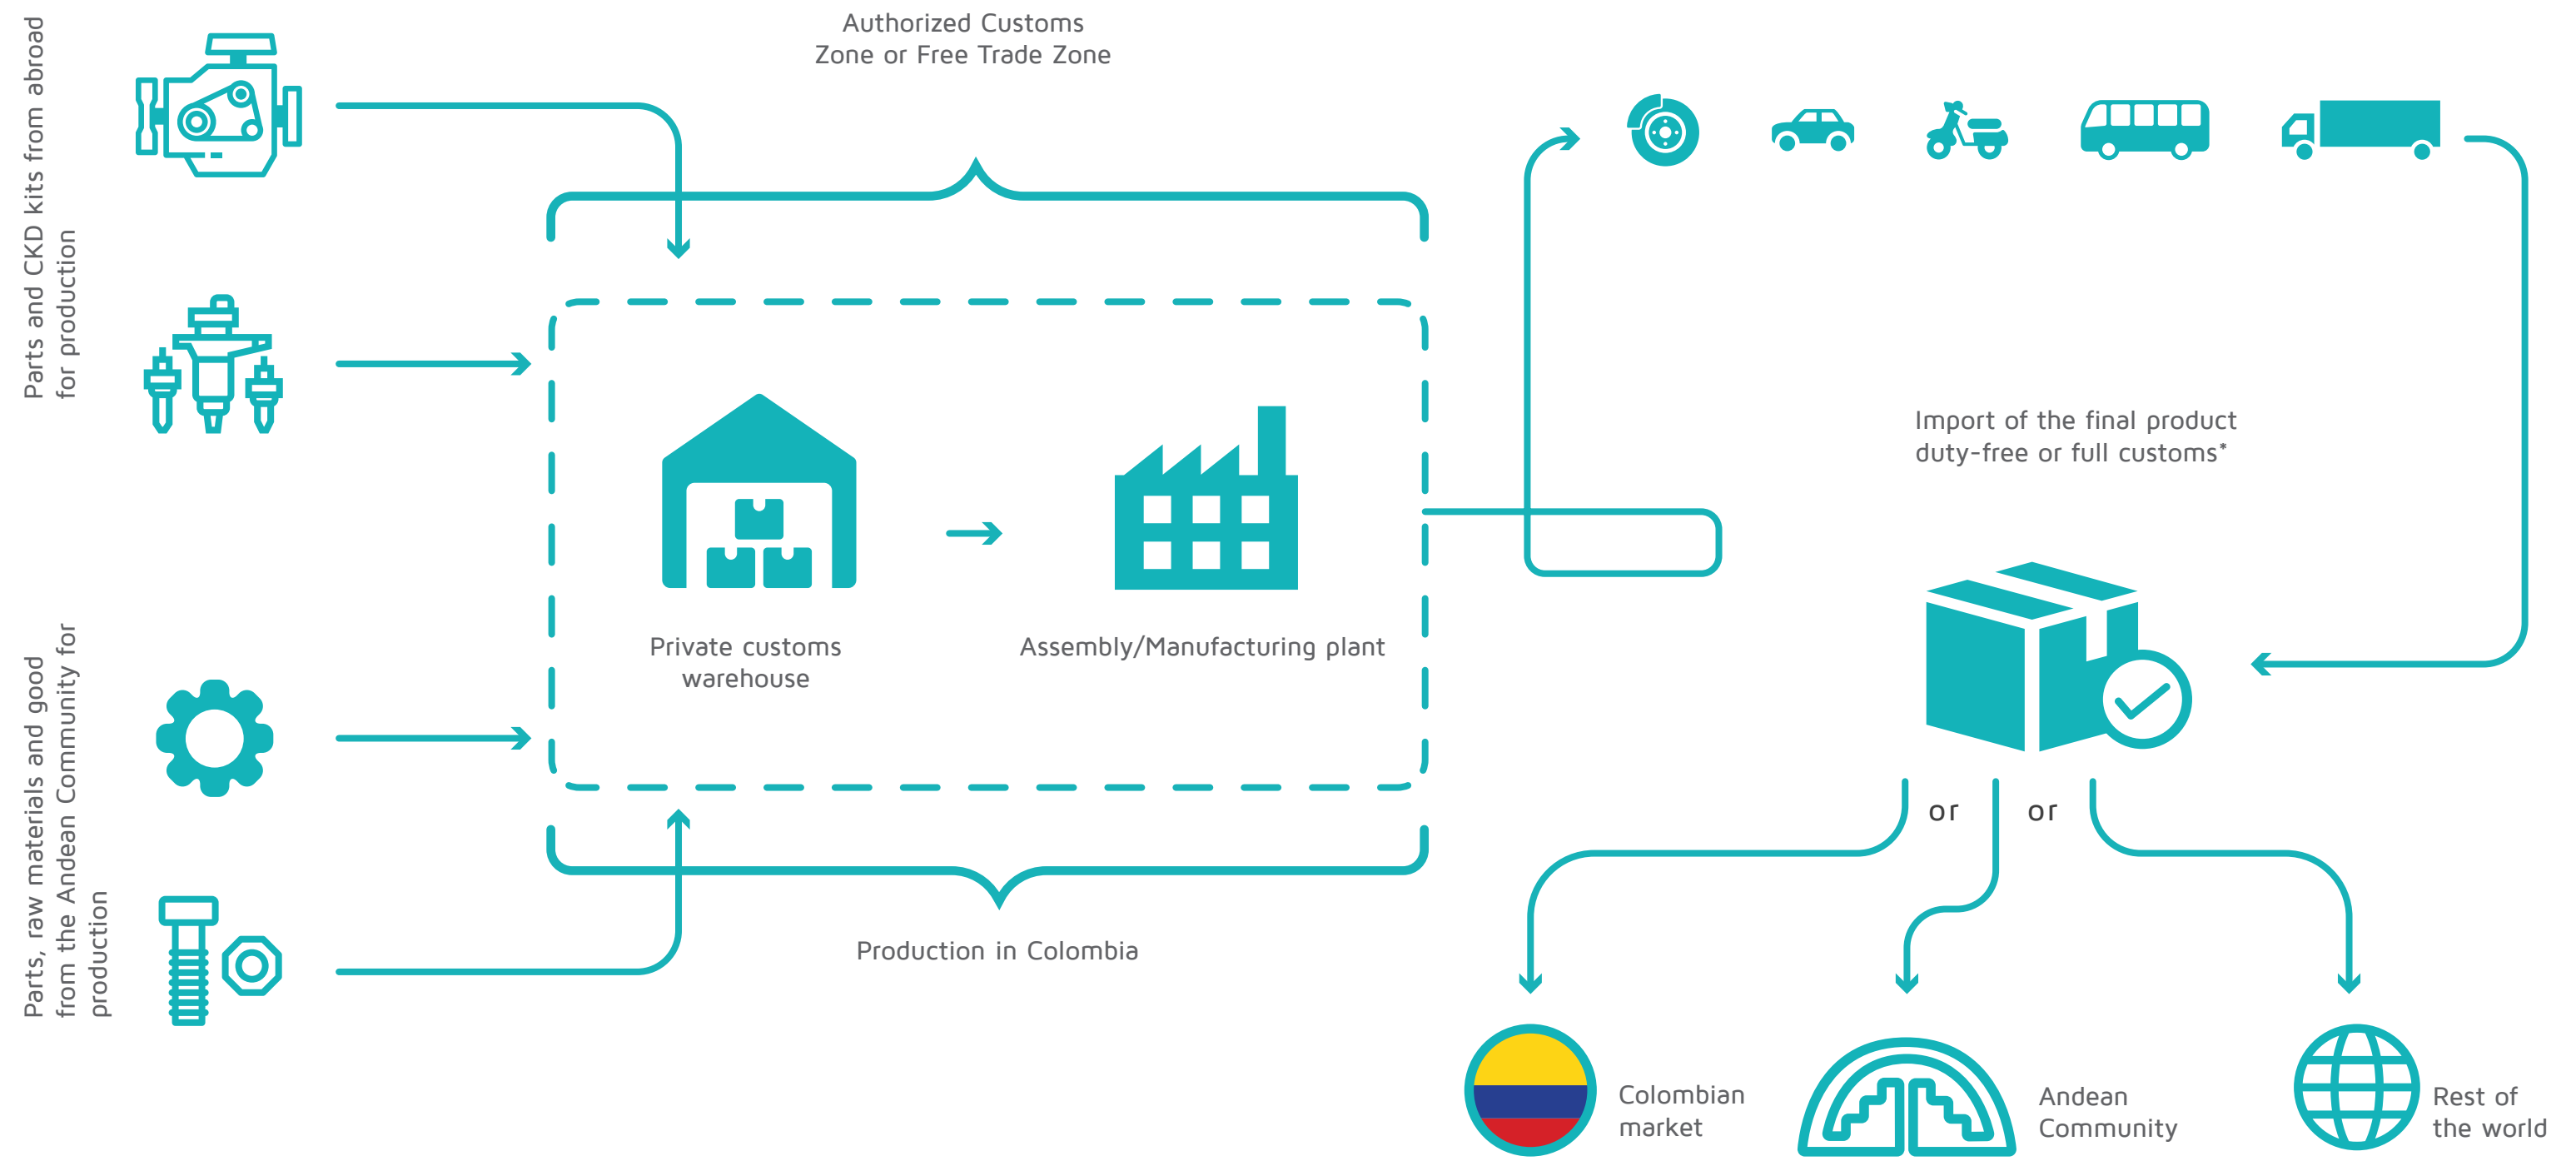 Parts and CKD kits from abroad
for production
Parts, raw materials and good
from the Andean Community for
production
Authorized Customs
Zone or Free Trade Zone
Private customs
warehouse
Assembly/Manufacturing plant
Production in Colombia
Import of the final product
duty-free or full customs*
or
or
Colombian
market
Andean
Community
Rest of
the world